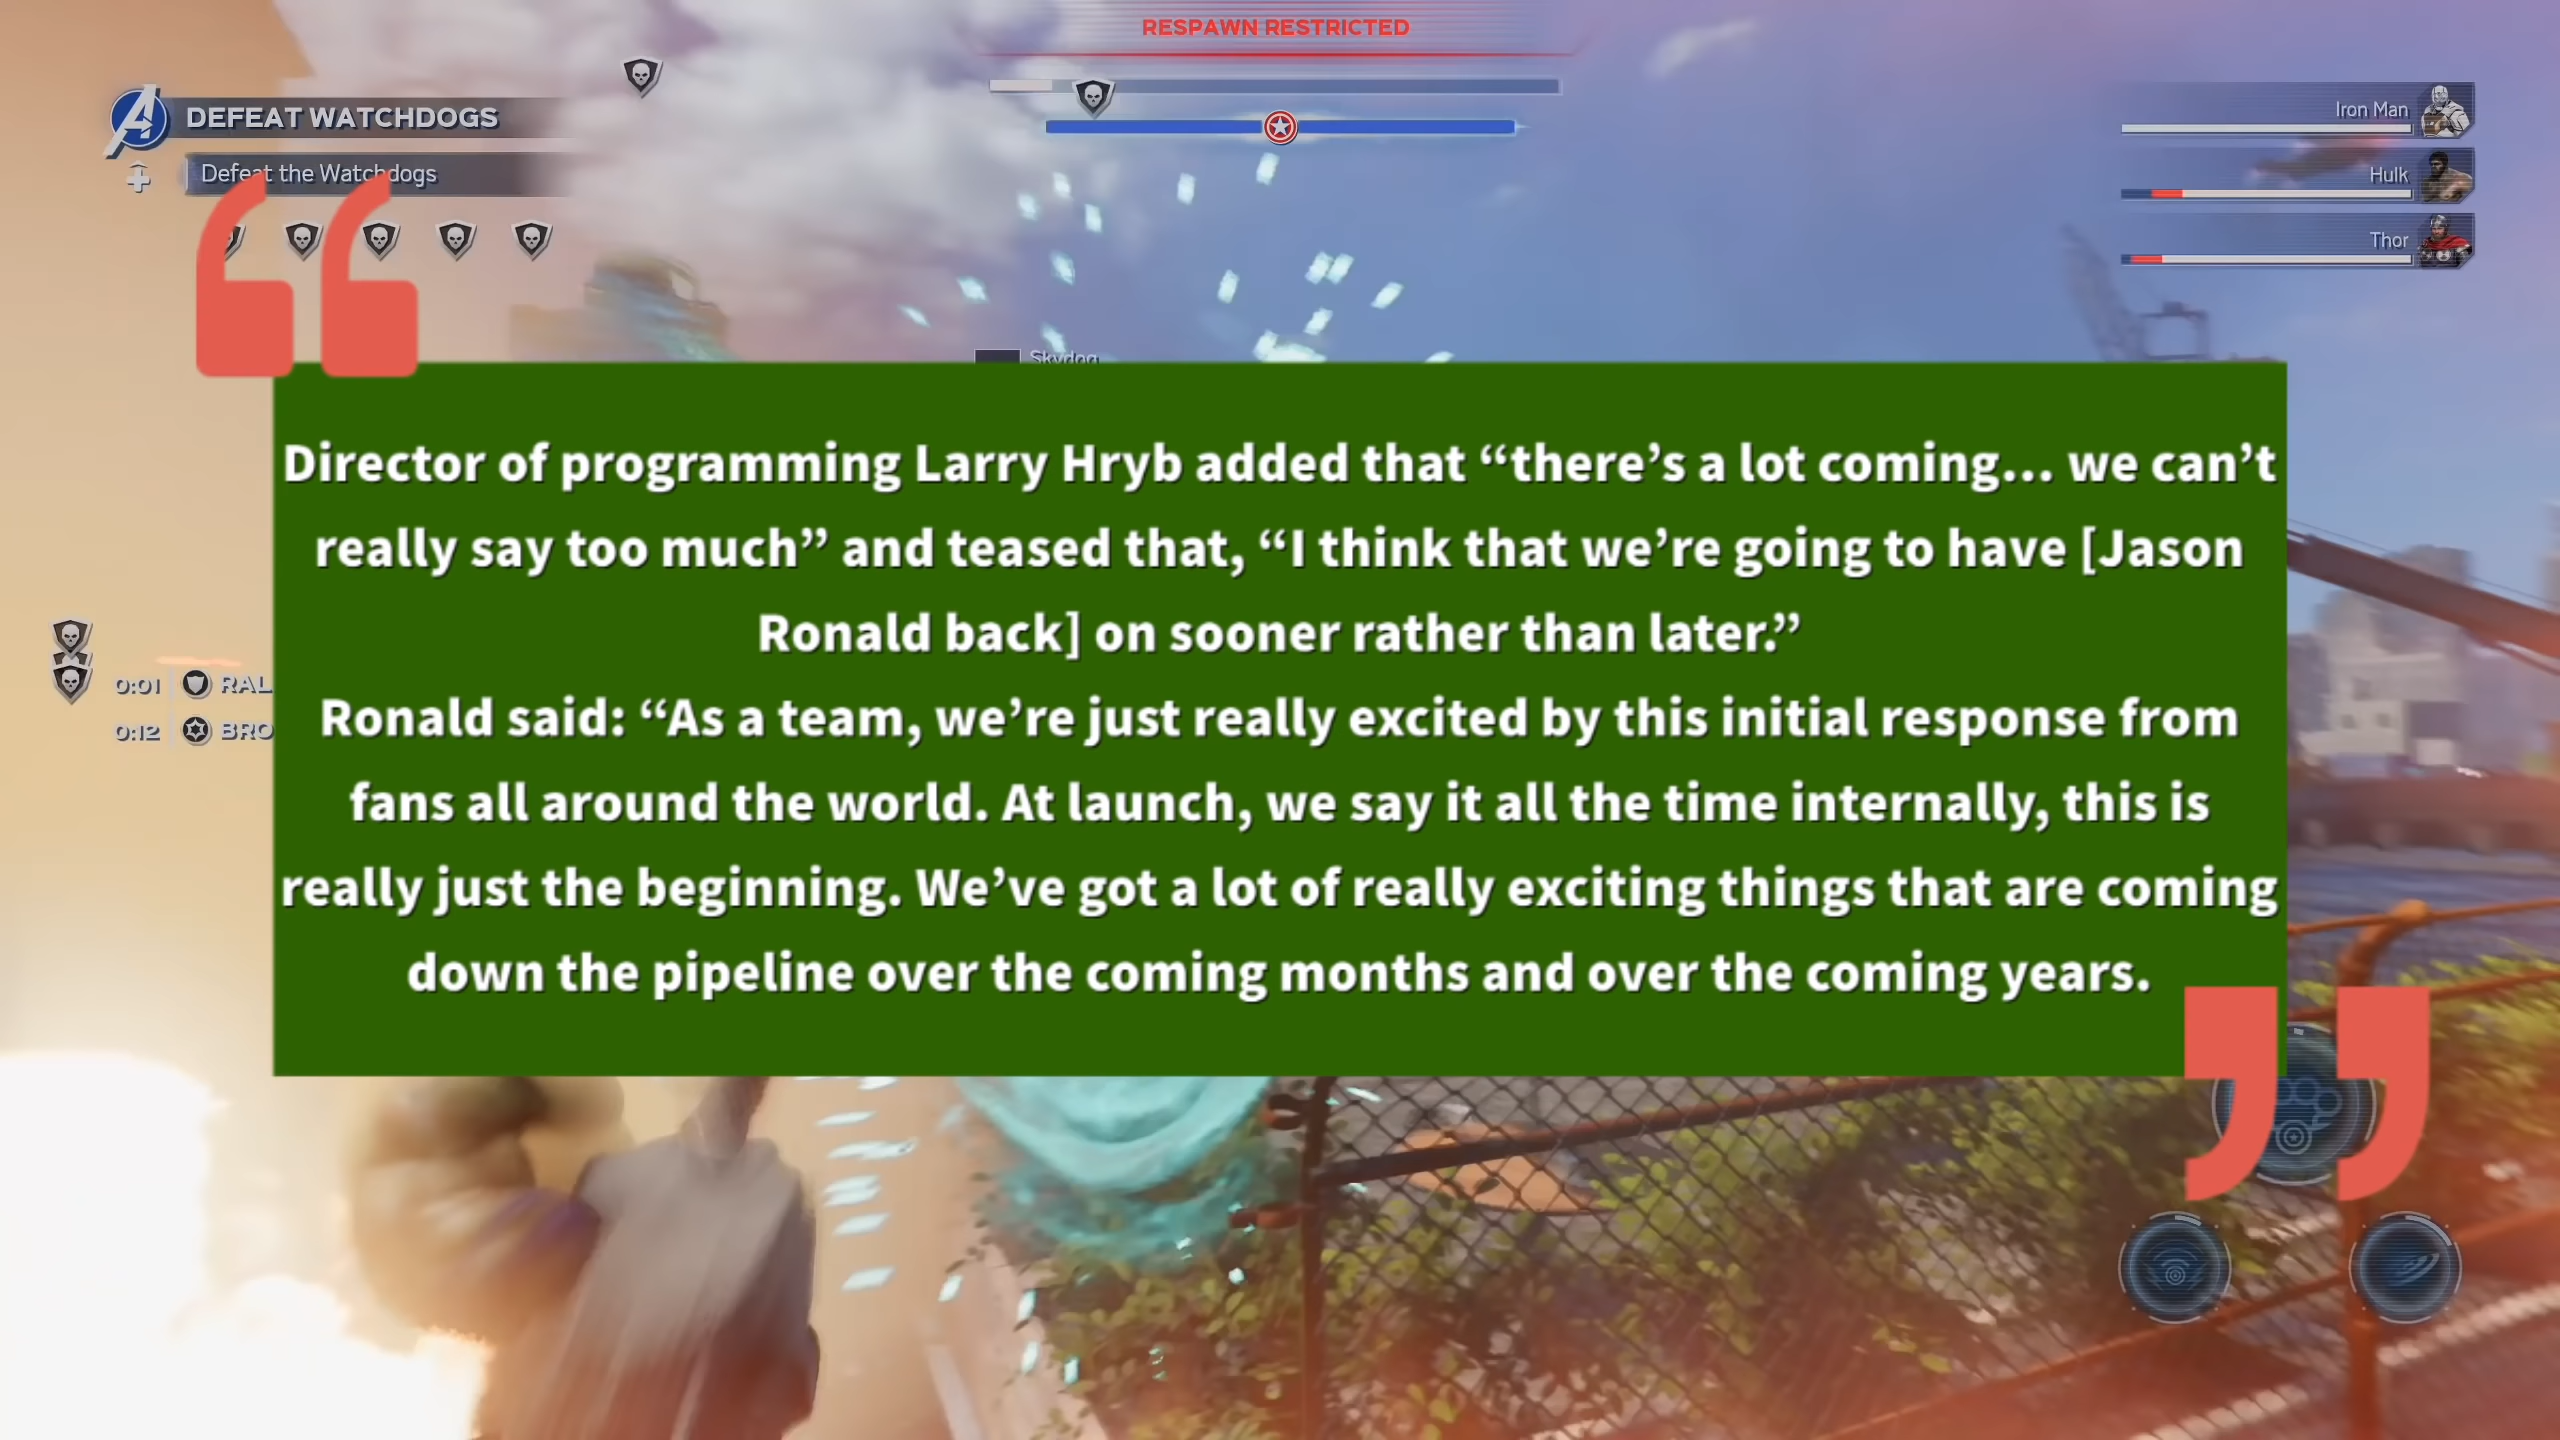 RESPAWN RESTRICTED
DEFEAT WATCHDOGS
Defeat the Watchdogs
Iron Man
Hulk
Thor
Skydog
Director of programming Larry Hryb added that “there’s a lot coming... we can’t
really say too much” and teased that, “I think that we’re going to have [Jason
Ronald back] on sooner rather than later.”
Ronald said: “As a team, we’re just really excited by this initial response from
fans all around the world. At launch, we say it all the time internally, this is
really just the beginning. We’ve got a lot of really exciting things that are coming
down the pipeline over the coming months and over the coming years.
0:01 RAL
0:12 BRO